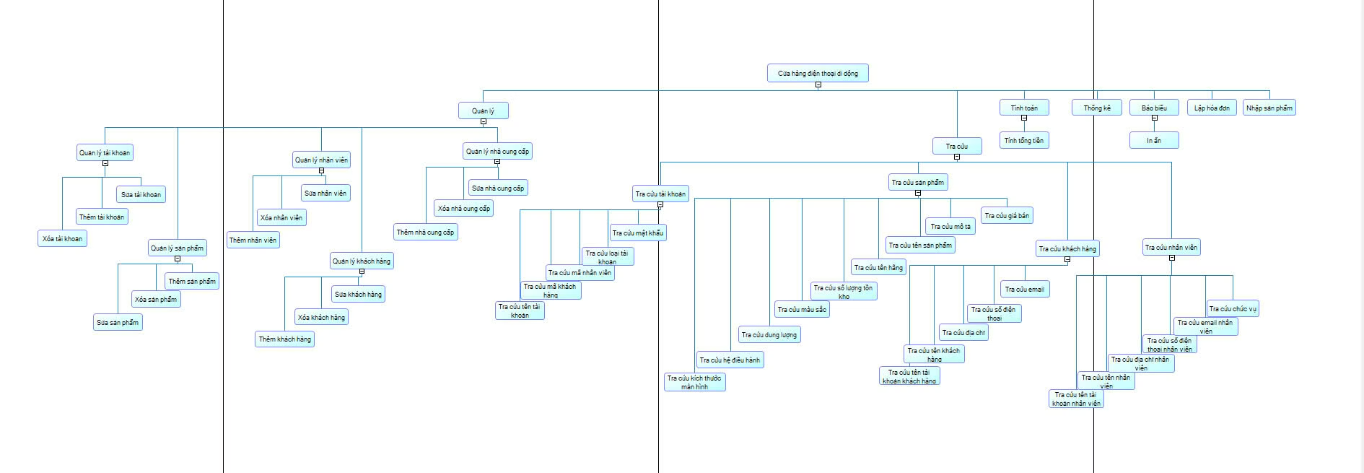 Cửa hàng điện thoại di động
Quản lý
Tính toán
Thống kê
Báo biểu
Lập hóa đơn
Nhập sản phẩm
Tính tổng tiền
In ấn
Tra cứu
Quản lý tài khoản
Quản lý nhân viên
Quản lý nhà cung cấp
Sửa tài khoản
Thêm tài khoản
Xóa tài khoản
Quản lý sản phẩm
Thêm sản phẩm
Xóa sản phẩm
Sửa sản phẩm
Sửa nhân viên
Xóa nhân viên
Thêm nhân viên
Quản lý khách hàng
Sửa khách hàng
Xóa khách hàng
Thêm khách hàng
Sửa nhà cung cấp
Xóa nhà cung cấp
Thêm nhà cung cấp
Tra cứu tài khoản
Tra cứu mật khẩu
Tra cứu loại tài
khoản
Tra cứu mã nhân viên
Tra cứu mã khách
hàng
Tra cứu tên tài
khoản
Tra cứu sản phẩm
Tra cứu giá bán
Tra cứu mô tả
Tra cứu tên sản phẩm
Tra cứu tên hãng
Tra cứu số lượng tồn
kho
Tra cứu màu sắc
Tra cứu dung lượng
Tra cứu hệ điều hành
Tra cứu kích thước
màn hình
Tra cứu khách hàng
Tra cứu email
Tra cứu số điện
thoại
Tra cứu địa chỉ
Tra cứu tên khách
hàng
Tra cứu tên tài
khoản khách hàng
Tra cứu nhân viên
Tra cứu chức vụ
Tra cứu email nhân
viên
Tra cứu số điện
thoại nhân viên
Tra cứu địa chỉ nhân
viên
Tra cứu tên nhân
viên
Tra cứu tên tài
khoản nhân viên